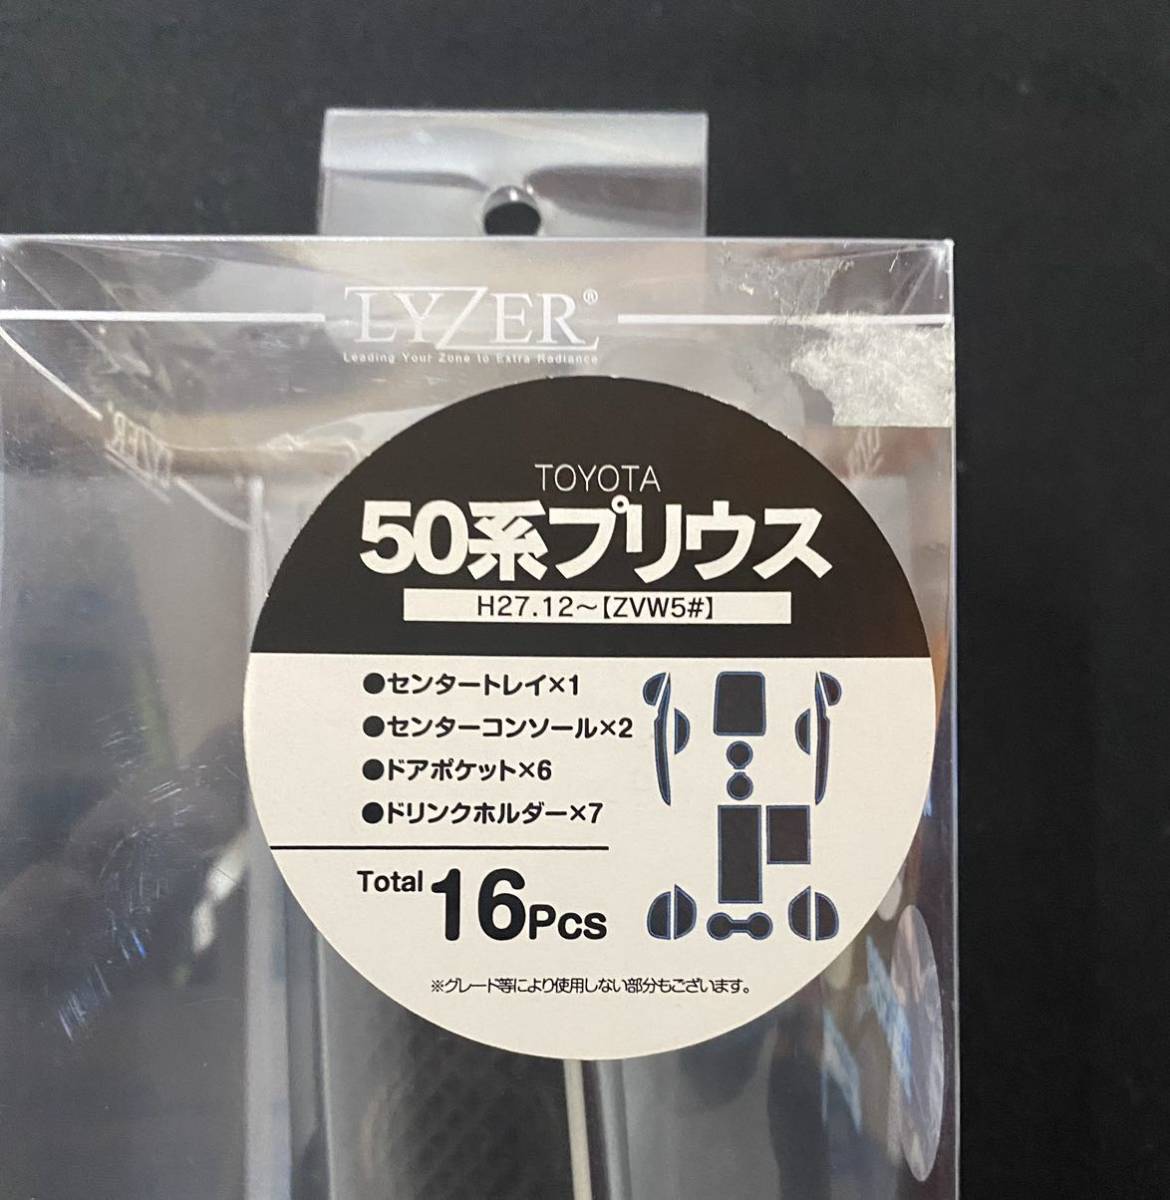 LYZER®
Leading Your Zone to Extra Radiance
TOYOTA
50系プリウス
H27.12〜【ZVW5#】
●センタートレイ×1
●センターコンソール×2
●ドアポケット×6
●ドリンクホルダー×7
Total 16Pcs
※グレード等により使用しない部分もございます。
LYZER